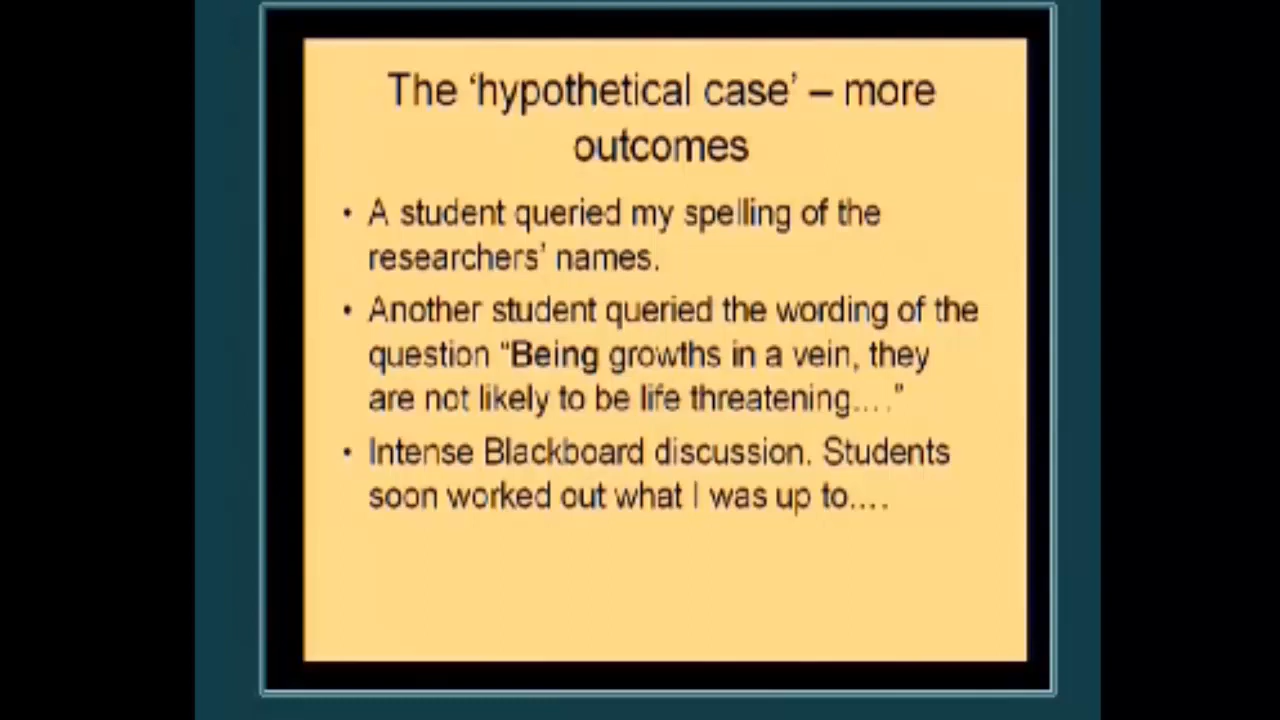 The ‘hypothetical case’ – more
outcomes
• A student queried my spelling of the
researchers’ names.
• Another student queried the wording of the
question “Being growths in a vein, they
are not likely to be life threatening....”
• Intense Blackboard discussion. Students
soon worked out what I was up to....